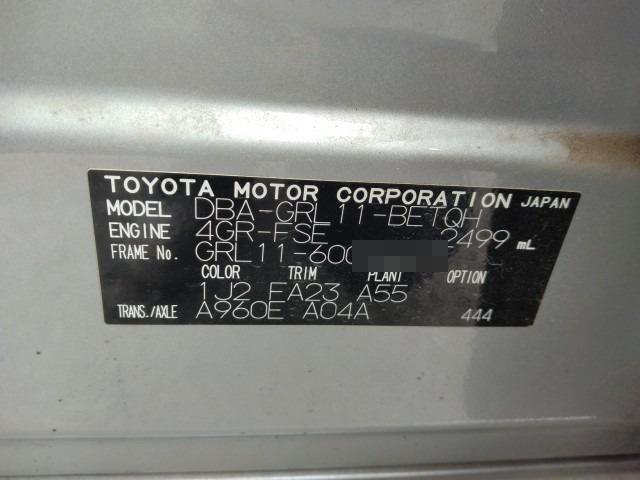 TOYOTA MOTOR CORPORATION JAPAN
MODEL DBA-GRL11-BETQH
ENGINE 4GR-FSE 2499 mL
FRAME No. GRL11-600
COLOR TRIM PLANT OPTION
1J2 FA23 A55
TRANS./AXLE A960E A04A 444